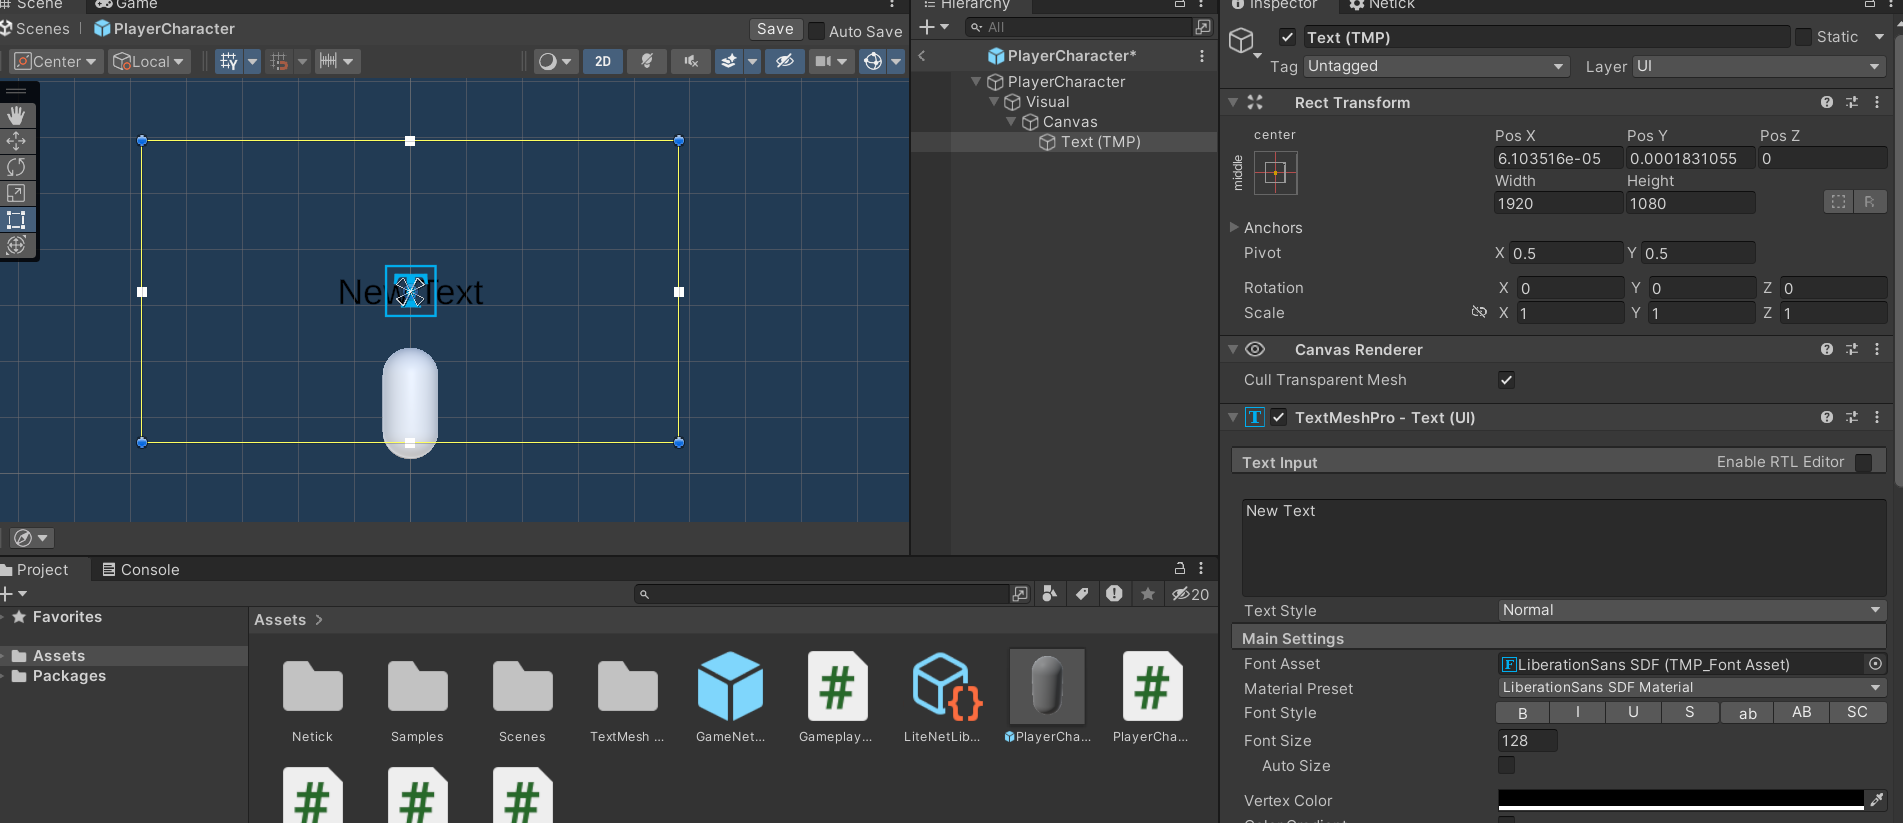 Scene Game
Scenes PlayerCharacter Save Auto Save
Center Local Y 2D
New Text
Hierarchy
All
PlayerCharacter*
PlayerCharacter
Visual
Canvas
Text (TMP)
Project Console
20
Favorites
Assets
Packages
Assets
Netick Samples Scenes TextMesh ... GameNet... Gameplay... LiteNetLib... PlayerCha... PlayerCha...
Inspector Netick
Text (TMP) Static
Tag Untagged Layer UI
Rect Transform
center
middle
Pos X Pos Y Pos Z
6.103516e-05 0.0001831055 0
Width Height
1920 1080 R
Anchors
Pivot X 0.5 Y 0.5
Rotation X 0 Y 0 Z 0
Scale X 1 Y 1 Z 1
Canvas Renderer
Cull Transparent Mesh
T TextMeshPro - Text (UI)
Text Input Enable RTL Editor
New Text
Text Style Normal
Main Settings
Font Asset F LiberationSans SDF (TMP_Font Asset)
Material Preset LiberationSans SDF Material
Font Style B I U S ab AB SC
Font Size 128
Auto Size
Vertex Color